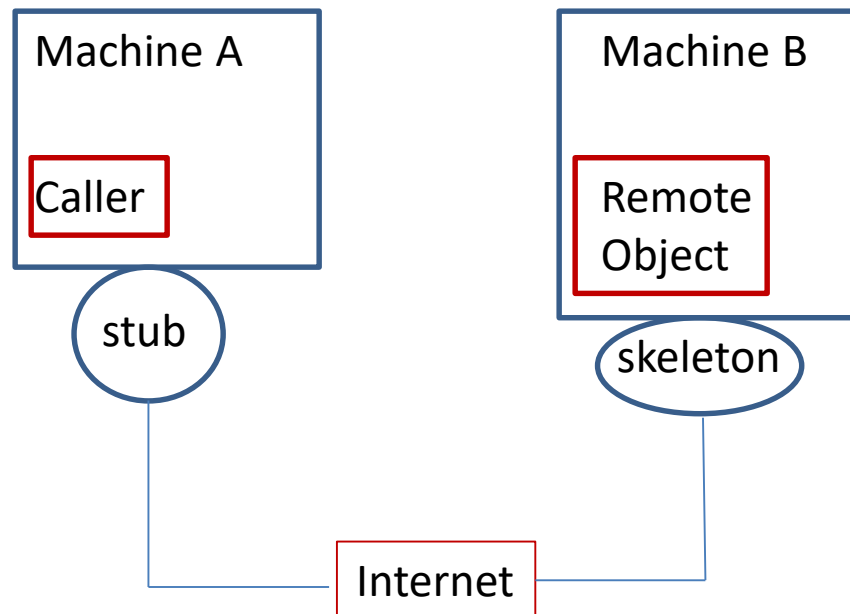 Machine A
Machine B
Caller
Remote
Object
stub
skeleton
Internet